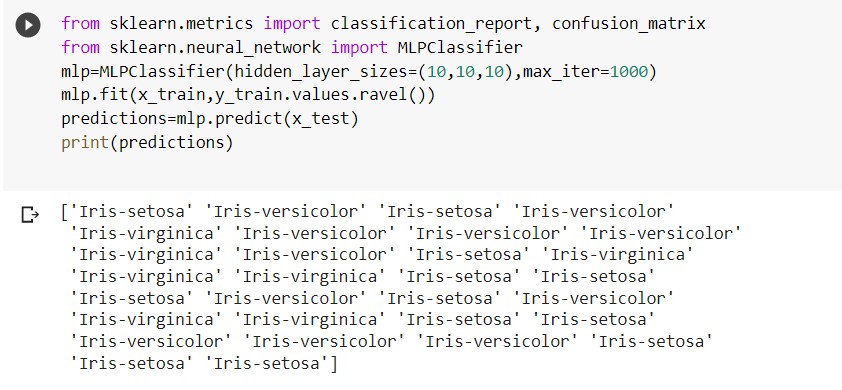 from sklearn.metrics import classification_report, confusion_matrix
from sklearn.neural_network import MLPClassifier
mlp=MLPClassifier(hidden_layer_sizes=(10,10,10),max_iter=1000)
mlp.fit(x_train,y_train.values.ravel())
predictions=mlp.predict(x_test)
print(predictions)
['Iris-setosa' 'Iris-versicolor' 'Iris-setosa' 'Iris-versicolor'
'Iris-virginica' 'Iris-versicolor' 'Iris-versicolor' 'Iris-versicolor'
'Iris-virginica' 'Iris-versicolor' 'Iris-setosa' 'Iris-virginica'
'Iris-virginica' 'Iris-virginica' 'Iris-setosa' 'Iris-setosa'
'Iris-setosa' 'Iris-versicolor' 'Iris-setosa' 'Iris-versicolor'
'Iris-virginica' 'Iris-virginica' 'Iris-setosa' 'Iris-setosa'
'Iris-versicolor' 'Iris-versicolor' 'Iris-versicolor' 'Iris-setosa'
'Iris-setosa' 'Iris-setosa']